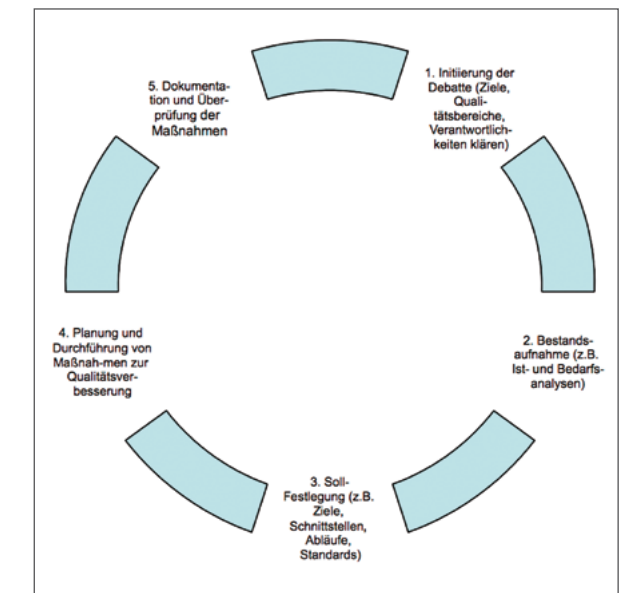 1. Initiierung der
Debatte (Ziele,
Quali-
tätsbereiche,
Verantwortlich-
keiten klären)
2. Bestands-
aufnahme (z.B.
Ist- und Bedarfs-
analysen)
3. Soll-
Festlegung (z.B.
Ziele,
Schnittstellen,
Abläufe,
Standards)
4. Planung und
Durchführung von
Maßnah-men zur
Qualitätsver-
besserung
5. Dokumenta-
tion und Über-
prüfung der
Maßnahmen